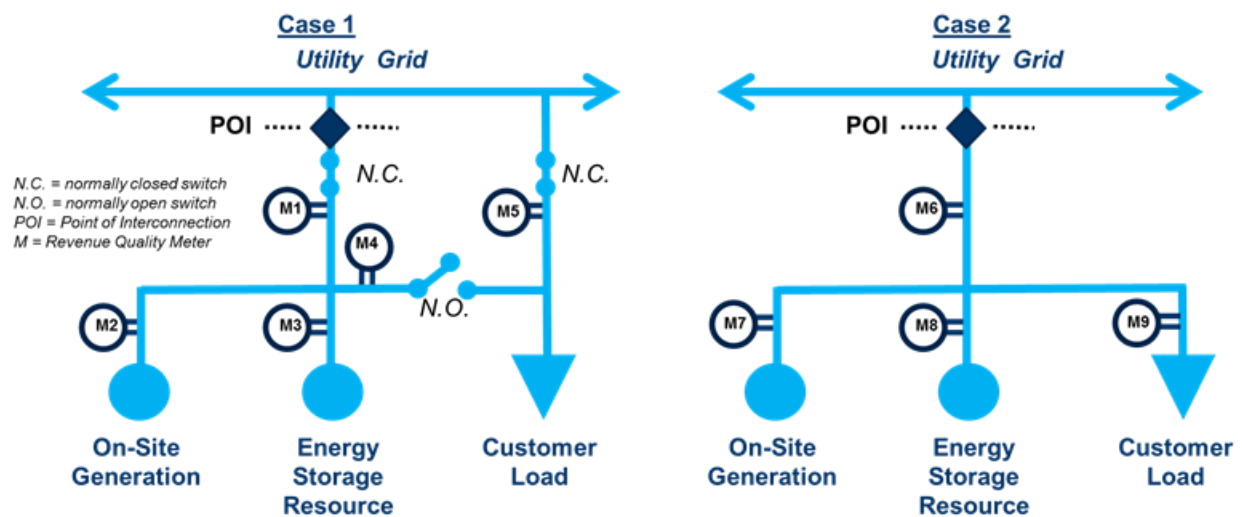 Case 1
Utility Grid
POI
N.C.
N.C.
N.C. = normally closed switch
N.O. = normally open switch
POI = Point of Interconnection
M = Revenue Quality Meter
M1
M5
M4
N.O.
M2
M3
On-Site
Generation
Energy
Storage
Resource
Customer
Load
Case 2
Utility Grid
POI
M6
M7
M8
M9
On-Site
Generation
Energy
Storage
Resource
Customer
Load